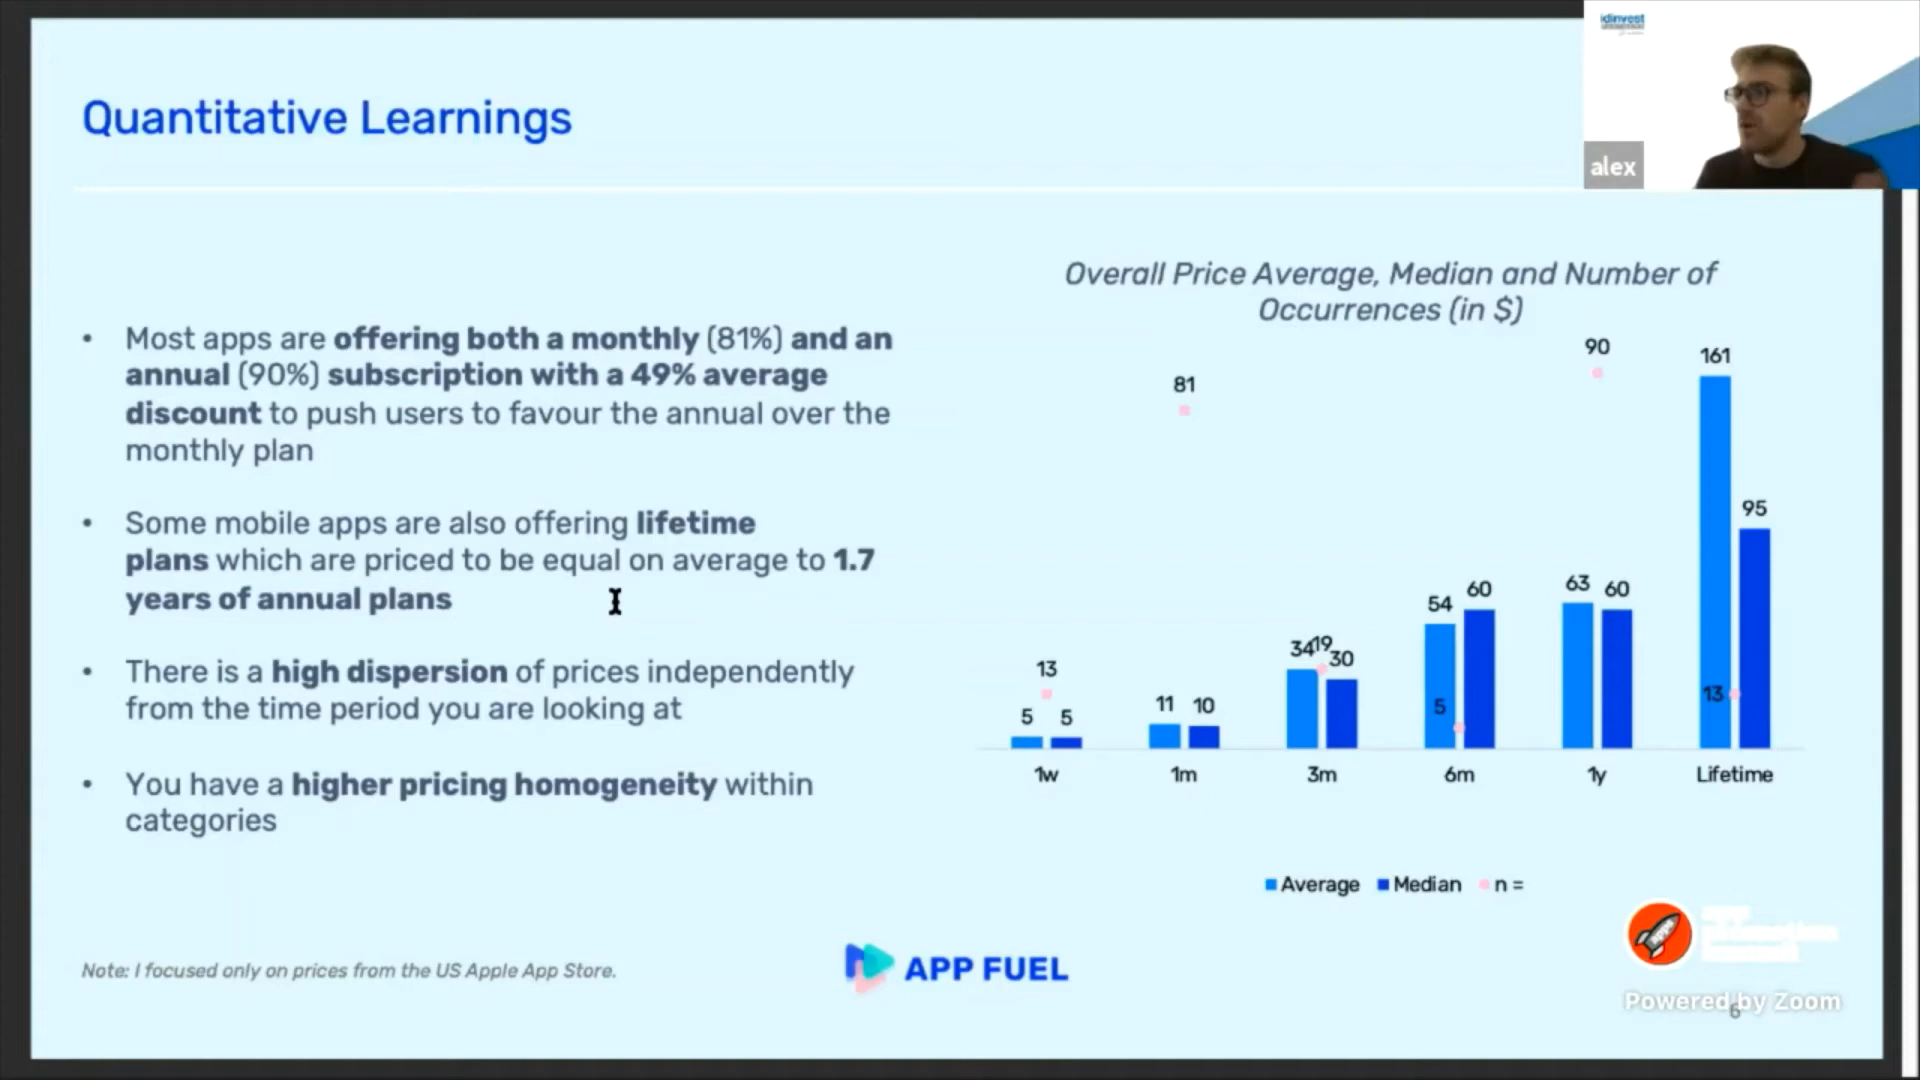 idinvest
alex
Quantitative Learnings
• Most apps are offering both a monthly (81%) and an
annual (90%) subscription with a 49% average
discount to push users to favour the annual over the
monthly plan
• Some mobile apps are also offering lifetime
plans which are priced to be equal on average to 1.7
years of annual plans
• There is a high dispersion of prices independently
from the time period you are looking at
• You have a higher pricing homogeneity within
categories
Overall Price Average, Median and Number of
Occurrences (in $)
90
161
81
95
63 60
54 60
34 19 30
13
5
13
5 5
11 10
1w 1m 3m 6m 1y Lifetime
Average Median n =
Note: I focused only on prices from the US Apple App Store.
APP FUEL
Powered by Zoom
6